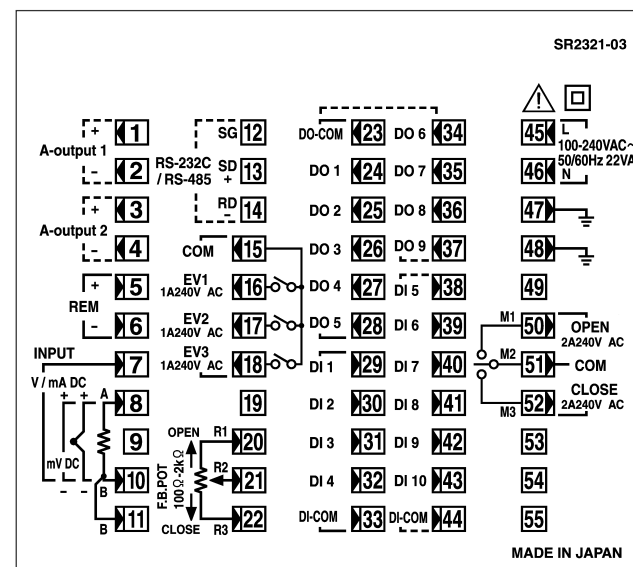 SR2321-03
+ 1 SG 12 DO-COM 23 DO 6 34 45 L
A-output 1 100-240VAC~
- 2 RS-232C / RS-485 SD + 13 DO 1 24 DO 7 35 46 N 50/60Hz 22VA
+ 3 RD - 14 DO 2 25 DO 8 36 47
A-output 2
- 4 COM 15 DO 3 26 DO 9 37 48
+ 5 EV1 1A240V AC 16 DO 4 27 DI 5 38 49
REM
- 6 EV2 1A240V AC 17 DO 5 28 DI 6 39 M1 50 OPEN 2A240V AC
INPUT 7 EV3 1A240V AC 18 DI 1 29 DI 7 40 M2 51 COM
V / mA DC
+ + A 8 19 DI 2 30 DI 8 41 M3 52 CLOSE 2A240V AC
9 OPEN R1 20 DI 3 31 DI 9 42 53
mV DC
- - B 10 F.B.POT 100Ω-2kΩ R2 21 DI 4 32 DI 10 43 54
B 11 CLOSE R3 22 DI-COM 33 DI-COM 44 55
MADE IN JAPAN